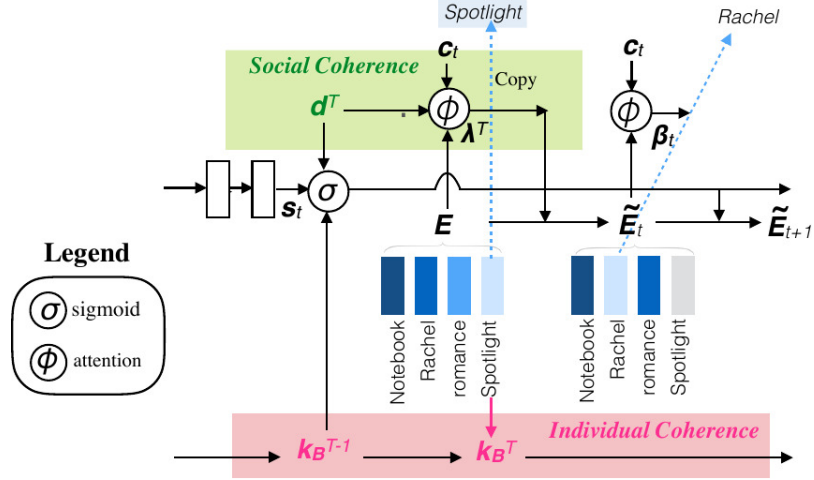 Spotlight
Rachel
Social Coherence
c_t
c_t
Copy
d^T
ϕ
λ^T
ϕ
β_t
s_t
σ
E
Ẽ_t
Ẽ_{t+1}
Legend
σ sigmoid
ϕ attention
Notebook
Rachel
romance
Spotlight
Notebook
Rachel
romance
Spotlight
Individual Coherence
k_B^{T-1}
k_B^T